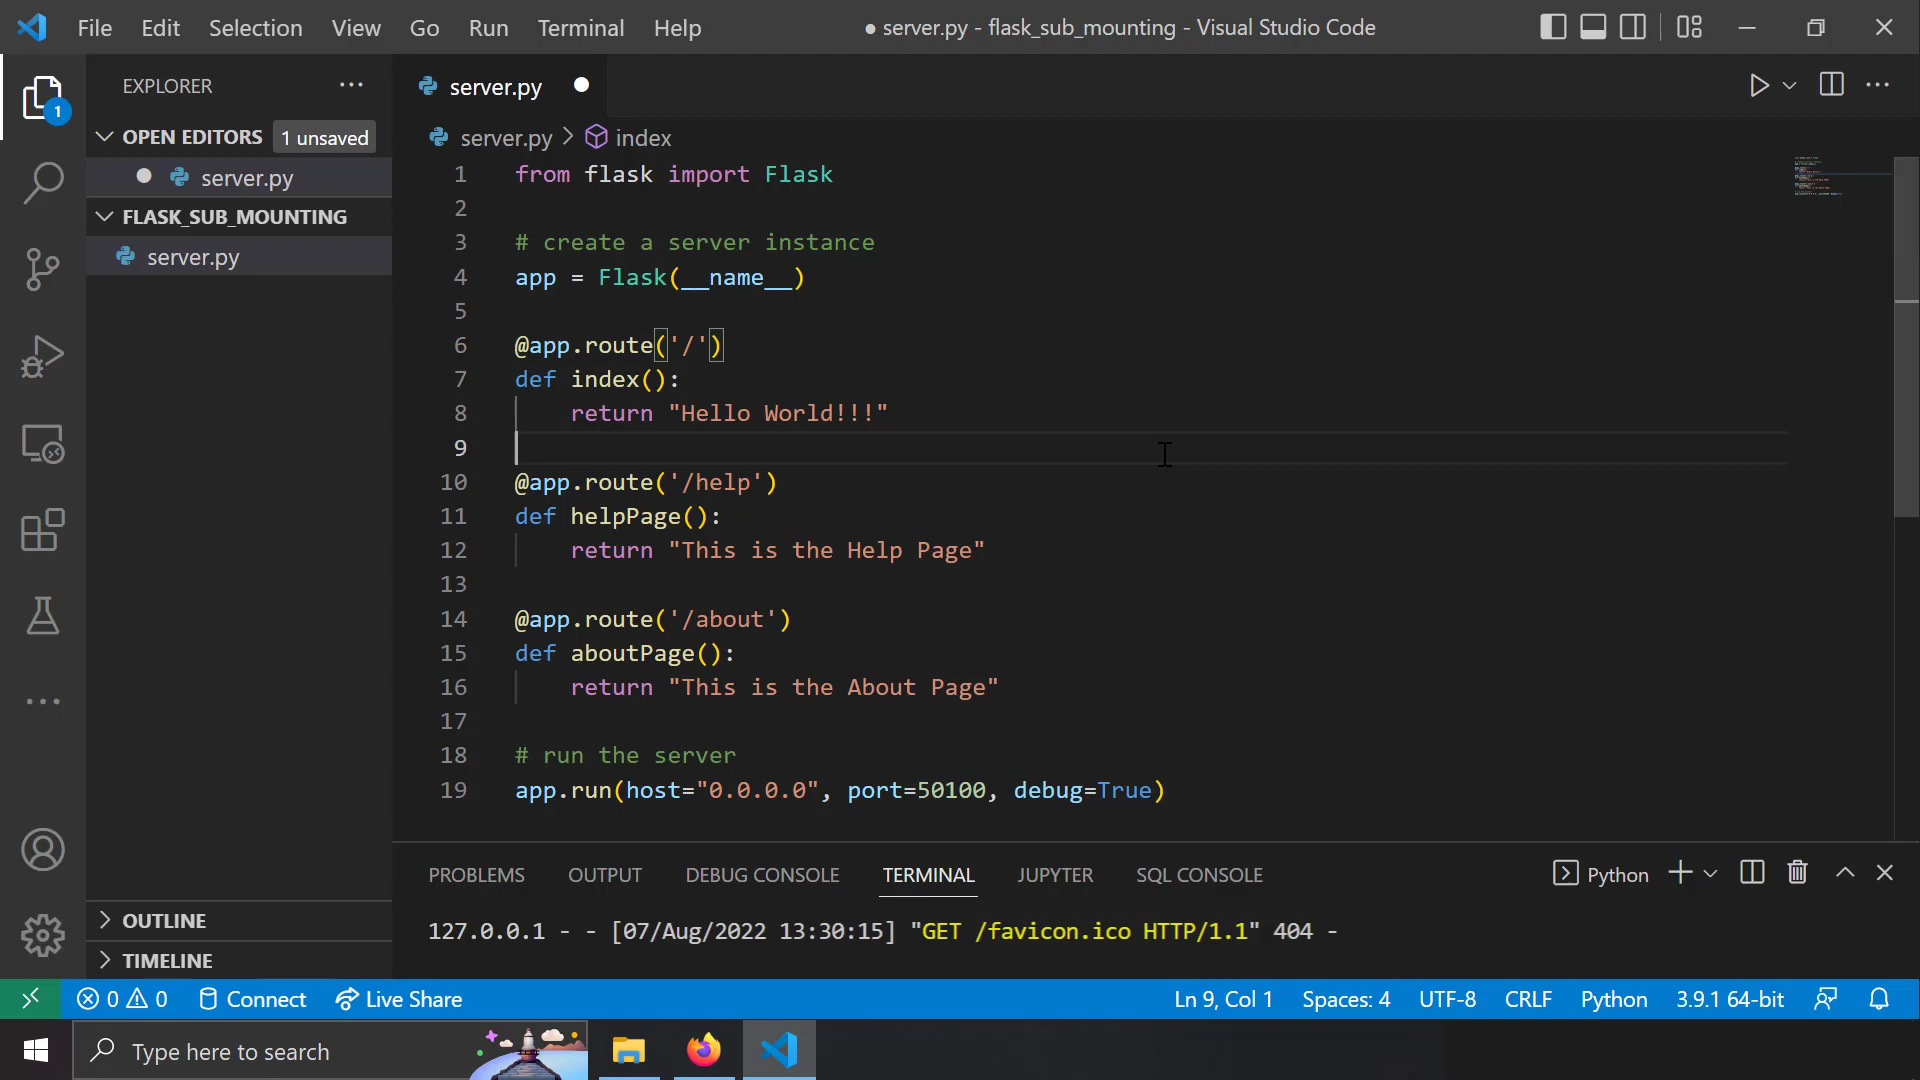 File Edit Selection View Go Run Terminal Help ● server.py - flask_sub_mounting - Visual Studio Code
EXPLORER
1
OPEN EDITORS 1 unsaved
server.py
FLASK_SUB_MOUNTING
server.py
OUTLINE
TIMELINE
server.py
server.py > index
1 from flask import Flask
2
3 # create a server instance
4 app = Flask(__name__)
5
6 @app.route('/')
7 def index():
8     return "Hello World!!!"
9
10 @app.route('/help')
11 def helpPage():
12     return "This is the Help Page"
13
14 @app.route('/about')
15 def aboutPage():
16     return "This is the About Page"
17
18 # run the server
19 app.run(host="0.0.0.0", port=50100, debug=True)
PROBLEMS OUTPUT DEBUG CONSOLE TERMINAL JUPYTER SQL CONSOLE Python
127.0.0.1 - - [07/Aug/2022 13:30:15] "GET /favicon.ico HTTP/1.1" 404 -
0 0 Connect Live Share Ln 9, Col 1 Spaces: 4 UTF-8 CRLF Python 3.9.1 64-bit
Type here to search